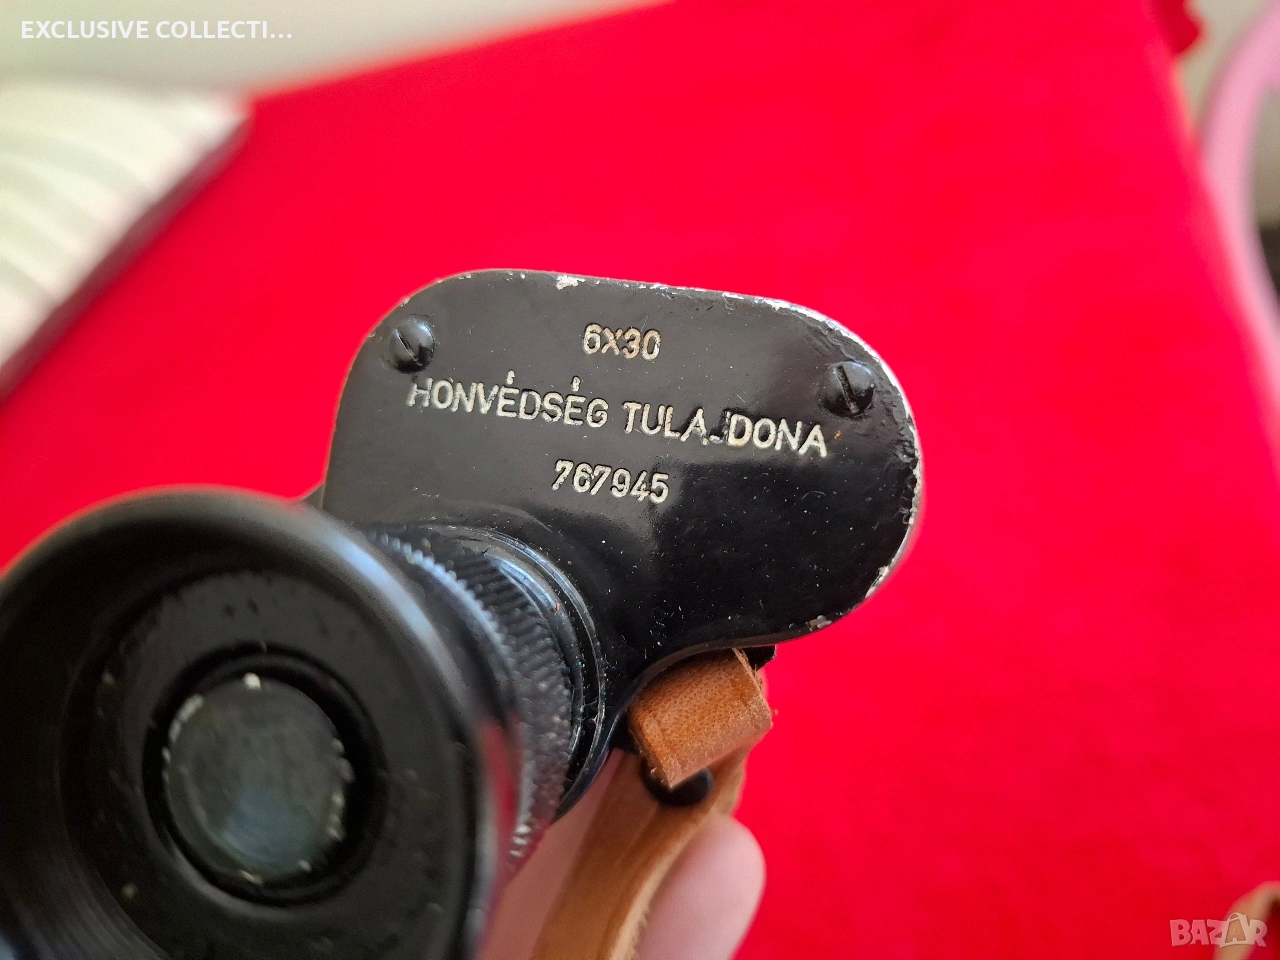 EXCLUSIVE COLLECTI...
6X30
HONVÉDSÉG TULAJDONA
767945
BAZAR